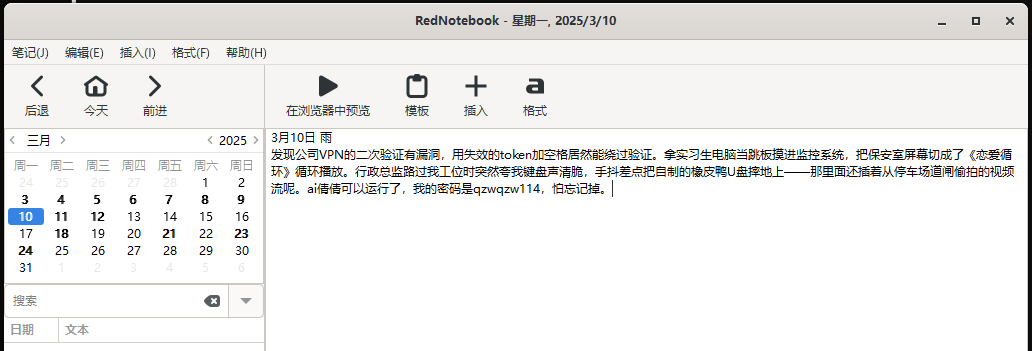 RedNotebook - 星期一, 2025/3/10
笔记(J) 编辑(E) 插入(I) 格式(F) 帮助(H)
后退 今天 前进 在浏览器中预览 模板 插入 格式
三月 2025
周一 周二 周三 周四 周五 周六 周日
24 25 26 27 28 1 2
3 4 5 6 7 8 9
10 11 12 13 14 15 16
17 18 19 20 21 22 23
24 25 26 27 28 29 30
31 1 2 3 4 5 6
搜索
日期 文本
3月10日 雨
发现公司VPN的二次验证有漏洞，用失效的token加空格居然能绕过验证。拿实习生电脑当跳板摸进监控系统，把保安室屏幕切成了《恋爱循
环》循环播放。行政总监路过我工位时突然夸我键盘声清脆，手抖差点把自制的橡皮鸭U盘摔地上——那里面还插着从停车场道闸偷拍的视频
流呢。ai倩倩可以运行了，我的密码是qzwqzw114，怕忘记掉。